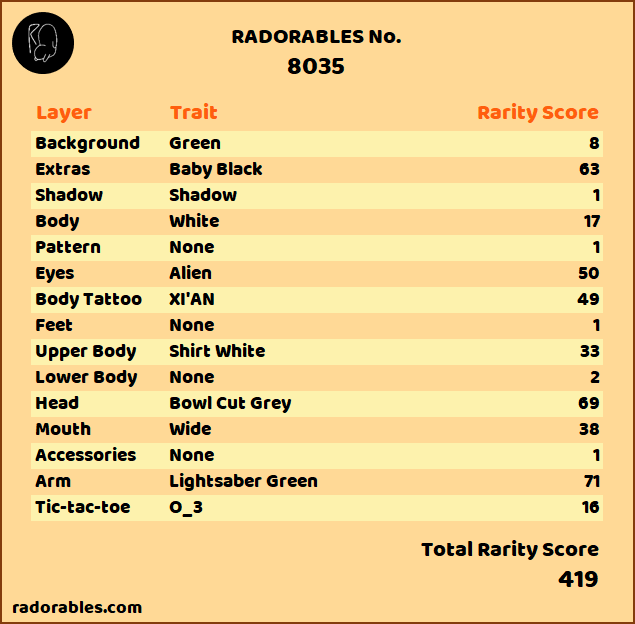 RADORABLES No.
8035
Layer Trait Rarity Score
Background Green 8
Extras Baby Black 63
Shadow Shadow 1
Body White 17
Pattern None 1
Eyes Alien 50
Body Tattoo XI'AN 49
Feet None 1
Upper Body Shirt White 33
Lower Body None 2
Head Bowl Cut Grey 69
Mouth Wide 38
Accessories None 1
Arm Lightsaber Green 71
Tic-tac-toe O_3 16
Total Rarity Score
419
radorables.com